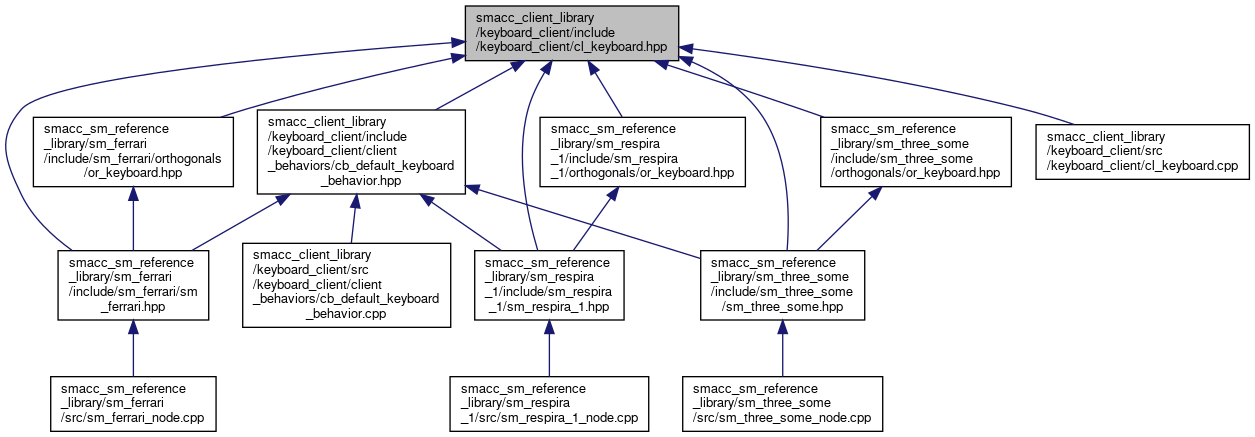 smacc_client_library
/keyboard_client/include
/keyboard_client/cl_keyboard.hpp
smacc_sm_reference
_library/sm_ferrari
/include/sm_ferrari/orthogonals
/or_keyboard.hpp
smacc_client_library
/keyboard_client/include
/keyboard_client/client
_behaviors/cb_default_keyboard
_behavior.hpp
smacc_sm_reference
_library/sm_respira
_1/include/sm_respira
_1/orthogonals/or_keyboard.hpp
smacc_sm_reference
_library/sm_three_some
/include/sm_three_some
/orthogonals/or_keyboard.hpp
smacc_client_library
/keyboard_client/src
/keyboard_client/cl_keyboard.cpp
smacc_sm_reference
_library/sm_ferrari
/include/sm_ferrari/sm
_ferrari.hpp
smacc_client_library
/keyboard_client/src
/keyboard_client/client
_behaviors/cb_default_keyboard
_behavior.cpp
smacc_sm_reference
_library/sm_respira
_1/include/sm_respira
_1/sm_respira_1.hpp
smacc_sm_reference
_library/sm_three_some
/include/sm_three_some
/sm_three_some.hpp
smacc_sm_reference
_library/sm_ferrari
/src/sm_ferrari_node.cpp
smacc_sm_reference
_library/sm_respira
_1/src/sm_respira_1_node.cpp
smacc_sm_reference
_library/sm_three_some
/src/sm_three_some_node.cpp